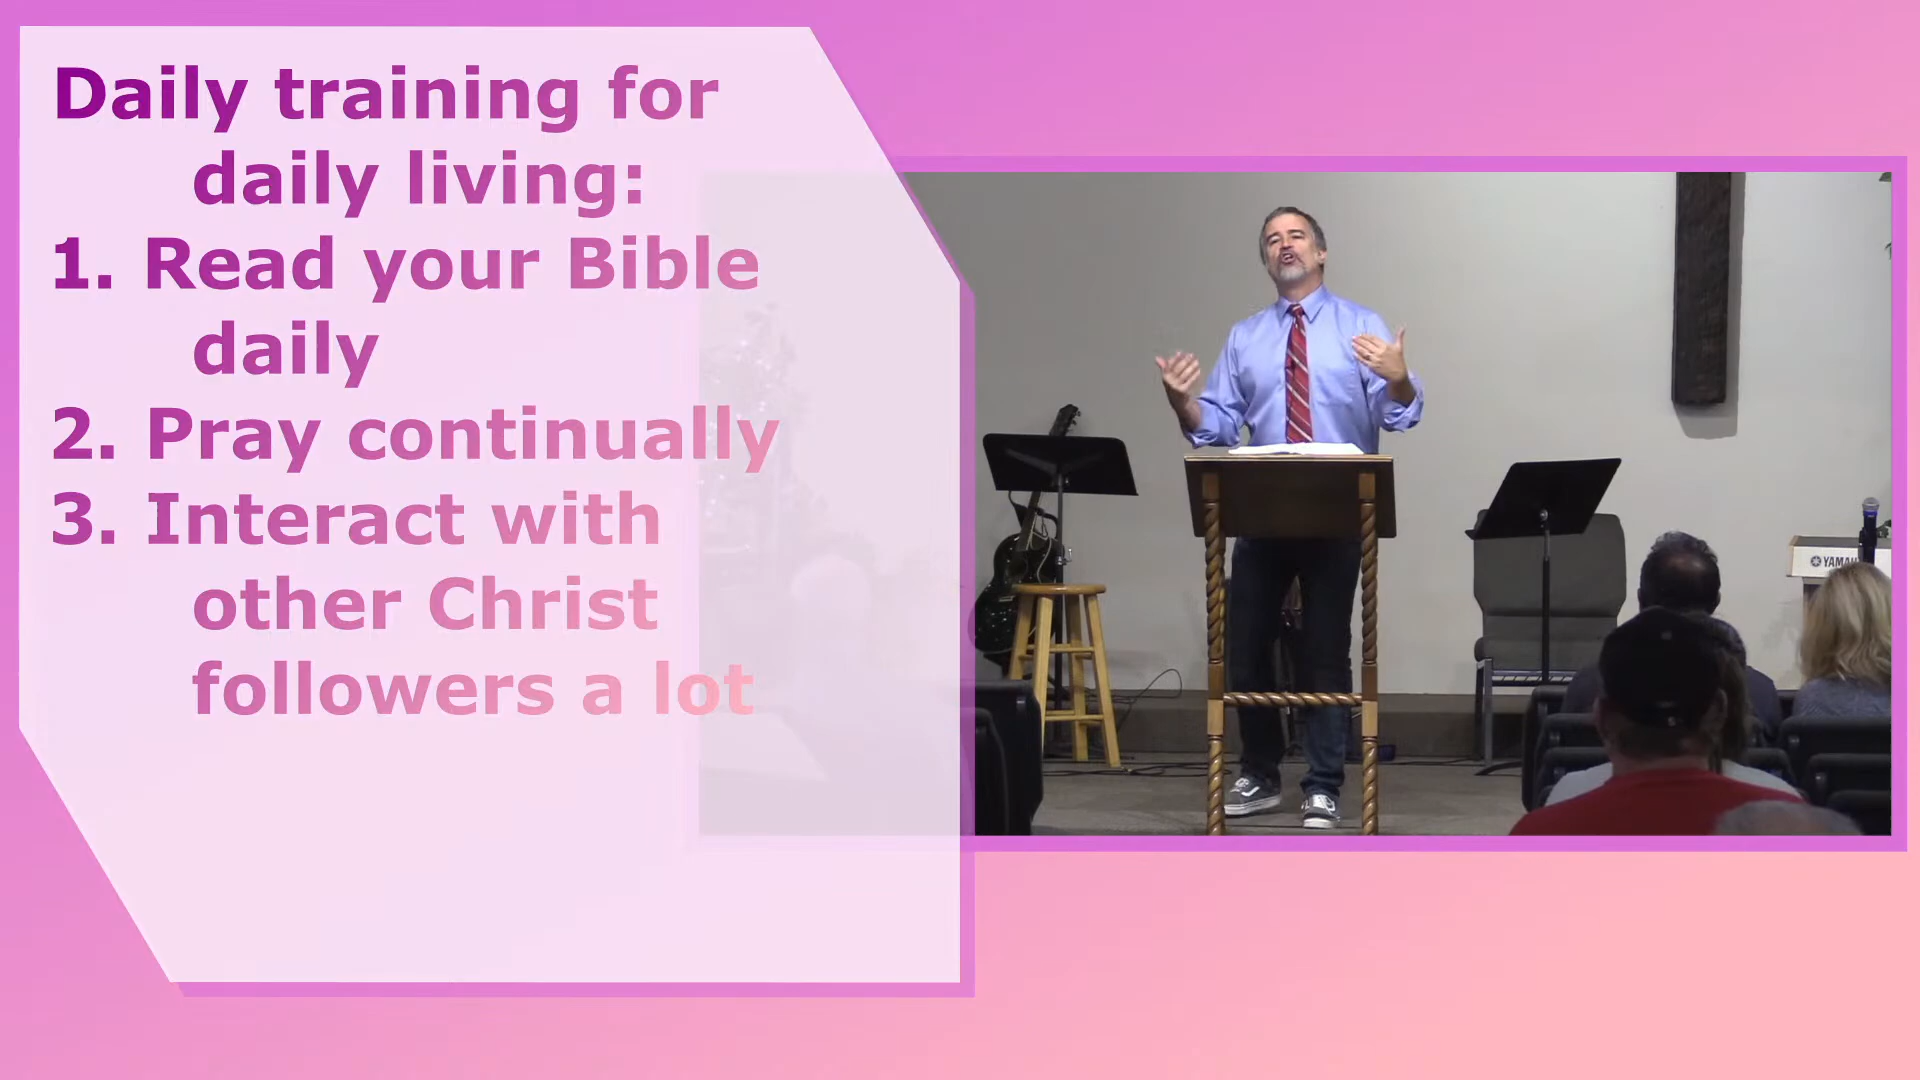 Daily training for
daily living:
1. Read your Bible
daily
2. Pray continually
3. Interact with
other Christ
followers a lot